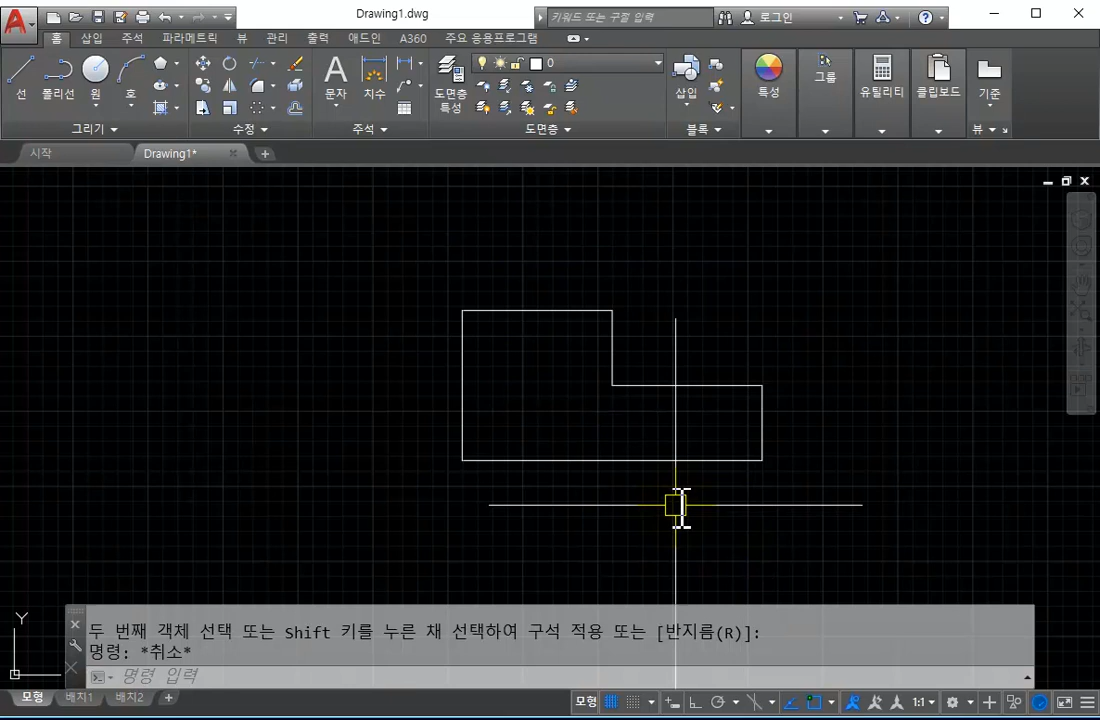 Drawing1.dwg
키워드 또는 구정 입력
로그인
홈 삽입 주석 파라메트릭 뷰 관리 출력 애드인 A360 주요 응용프로그램
선 폴리선 원 호
문자 치수
도면층
특성
0
삽입 특성 그룹 유틸리티 클립보드 기준
그리기 수정 주석 도면층 블록 뷰
시작 Drawing1*
두 번째 객체 선택 또는 Shift 키를 누른 채 선택하여 구석 적용 또는 [반지름(R)]:
명령: *취소*
명령 입력
Y
모형 배치1 배치2
모형 1:1